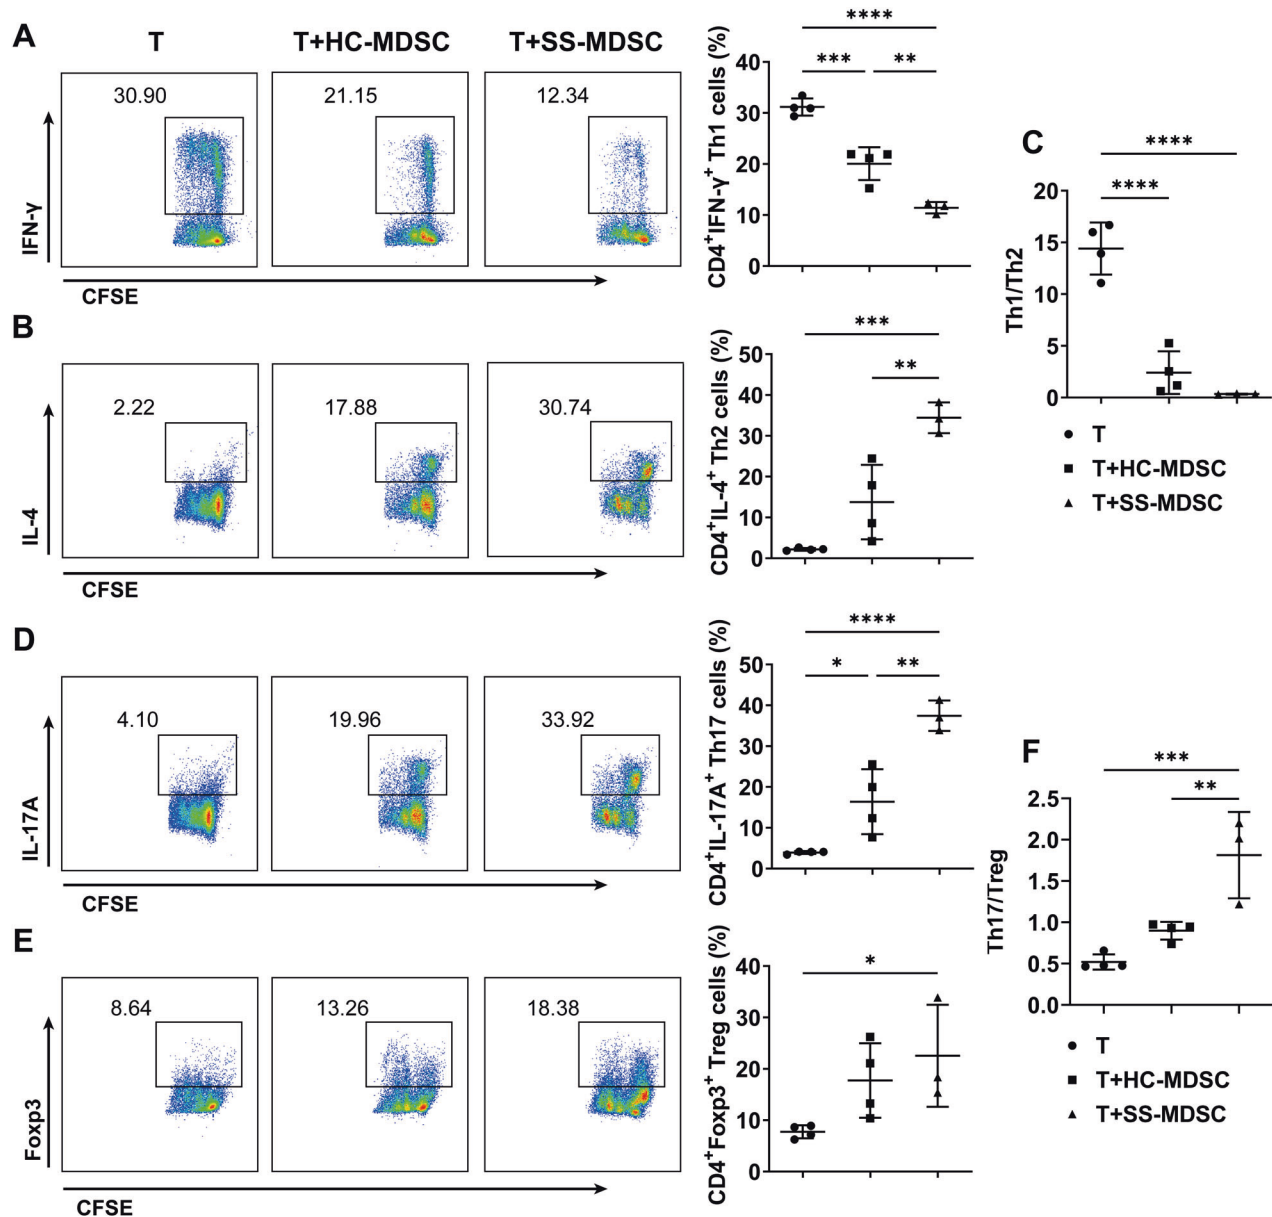 A
T
T+HC-MDSC
T+SS-MDSC
30.90
21.15
12.34
IFN-γ
CFSE
CD4⁺IFN-γ⁺ Th1 cells (%)
****
***
**
40
30
20
10
0
C
****
****
Th1/Th2
20
15
10
5
0
T
T+HC-MDSC
T+SS-MDSC
B
2.22
17.88
30.74
IL-4
CFSE
CD4⁺IL-4⁺ Th2 cells (%)
***
**
50
40
30
20
10
0
D
4.10
19.96
33.92
IL-17A
CFSE
CD4⁺IL-17A⁺ Th17 cells (%)
****
*
**
50
40
30
20
10
0
F
***
**
Th17/Treg
2.5
2.0
1.5
1.0
0.5
0.0
T
T+HC-MDSC
T+SS-MDSC
E
8.64
13.26
18.38
Foxp3
CFSE
CD4⁺Foxp3⁺ Treg cells (%)
*
40
30
20
10
0